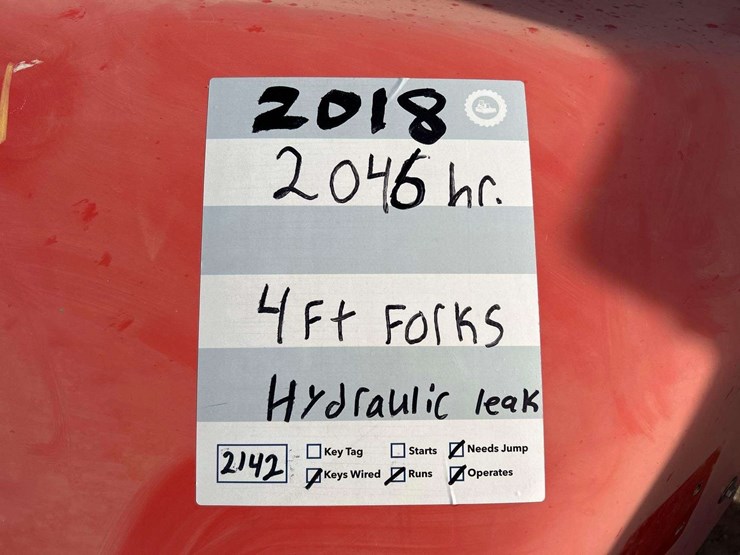 2018
2046 hr.
4 Ft Forks
Hydraulic leak
2142
Key Tag Starts Needs Jump
Keys Wired Runs Operates